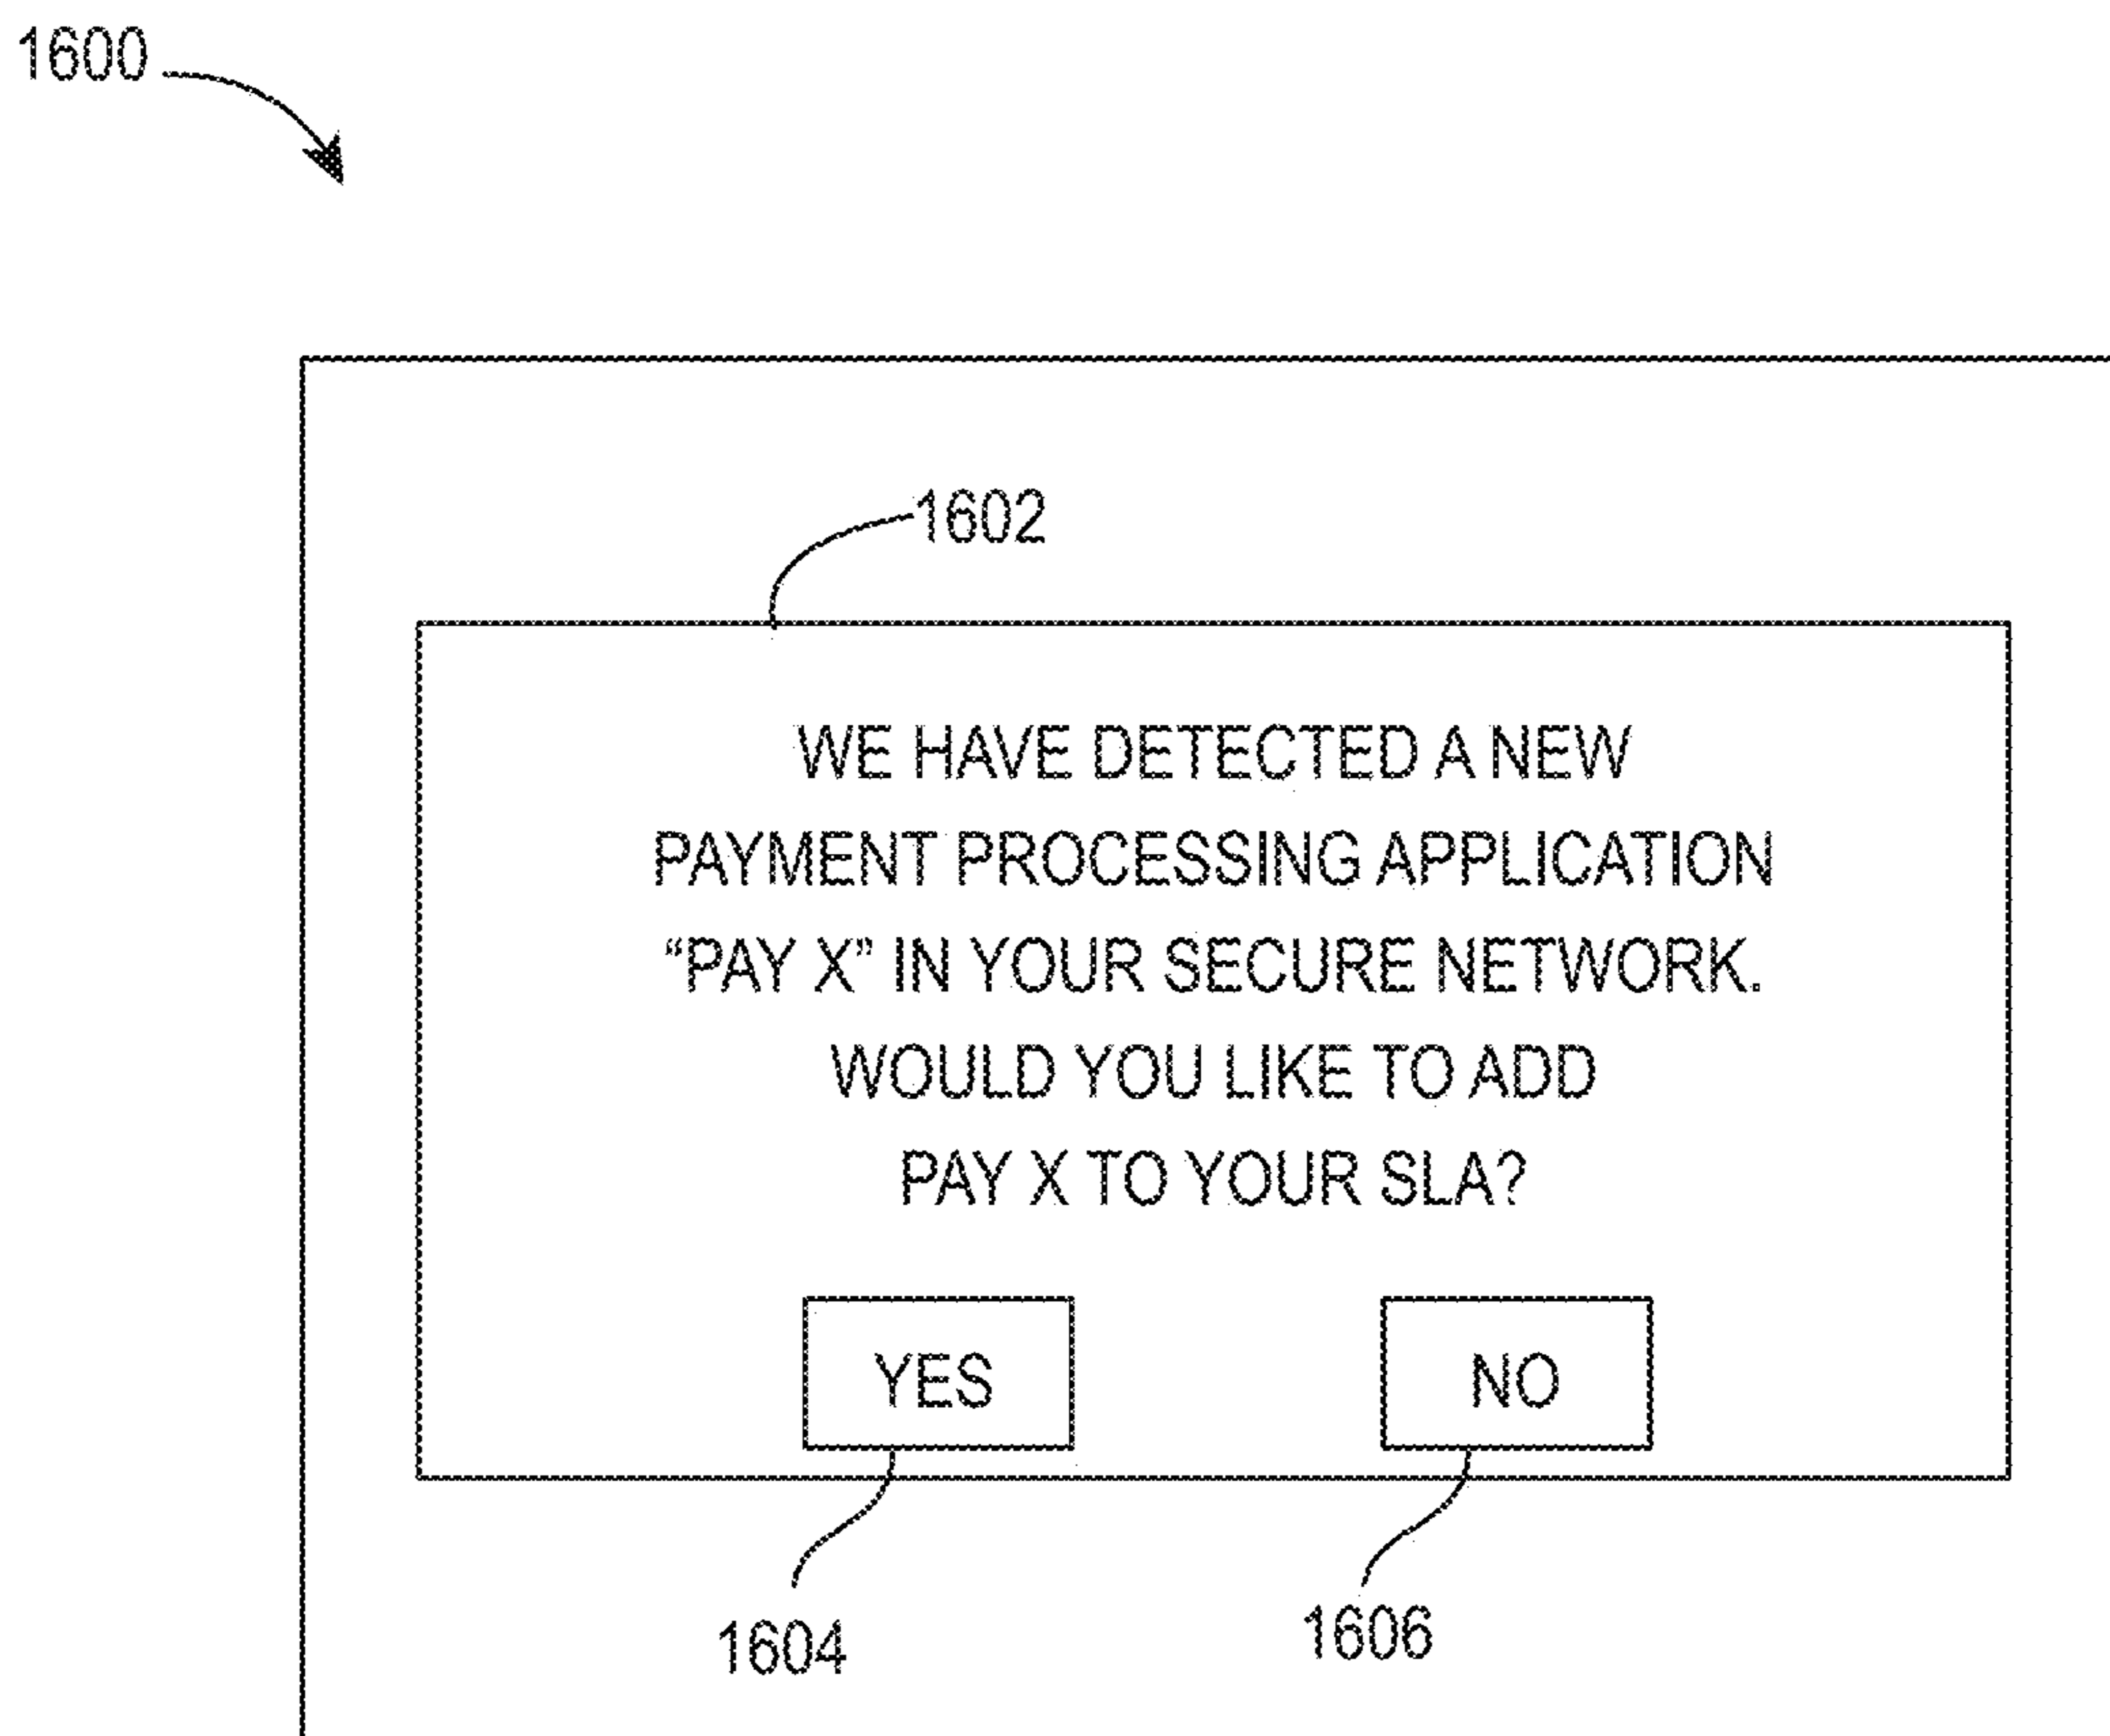 1600
1602
WE HAVE DETECTED A NEW
PAYMENT PROCESSING APPLICATION
“PAY X” IN YOUR SECURE NETWORK.
WOULD YOU LIKE TO ADD
PAY X TO YOUR SLA?
YES NO
1604 1606